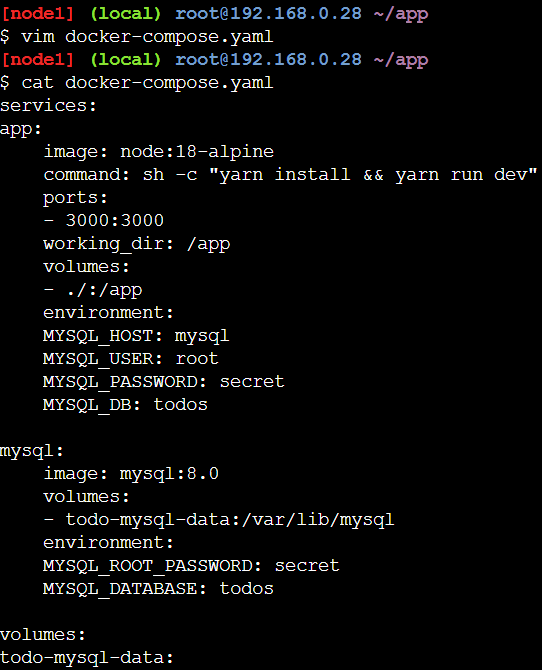 [node1] (local) root@192.168.0.28 ~/app
$ vim docker-compose.yaml
[node1] (local) root@192.168.0.28 ~/app
$ cat docker-compose.yaml
services:
app:
    image: node:18-alpine
    command: sh -c "yarn install && yarn run dev"
    ports:
    - 3000:3000
    working_dir: /app
    volumes:
    - ./:/app
    environment:
    MYSQL_HOST: mysql
    MYSQL_USER: root
    MYSQL_PASSWORD: secret
    MYSQL_DB: todos

mysql:
    image: mysql:8.0
    volumes:
    - todo-mysql-data:/var/lib/mysql
    environment:
    MYSQL_ROOT_PASSWORD: secret
    MYSQL_DATABASE: todos

volumes:
todo-mysql-data: